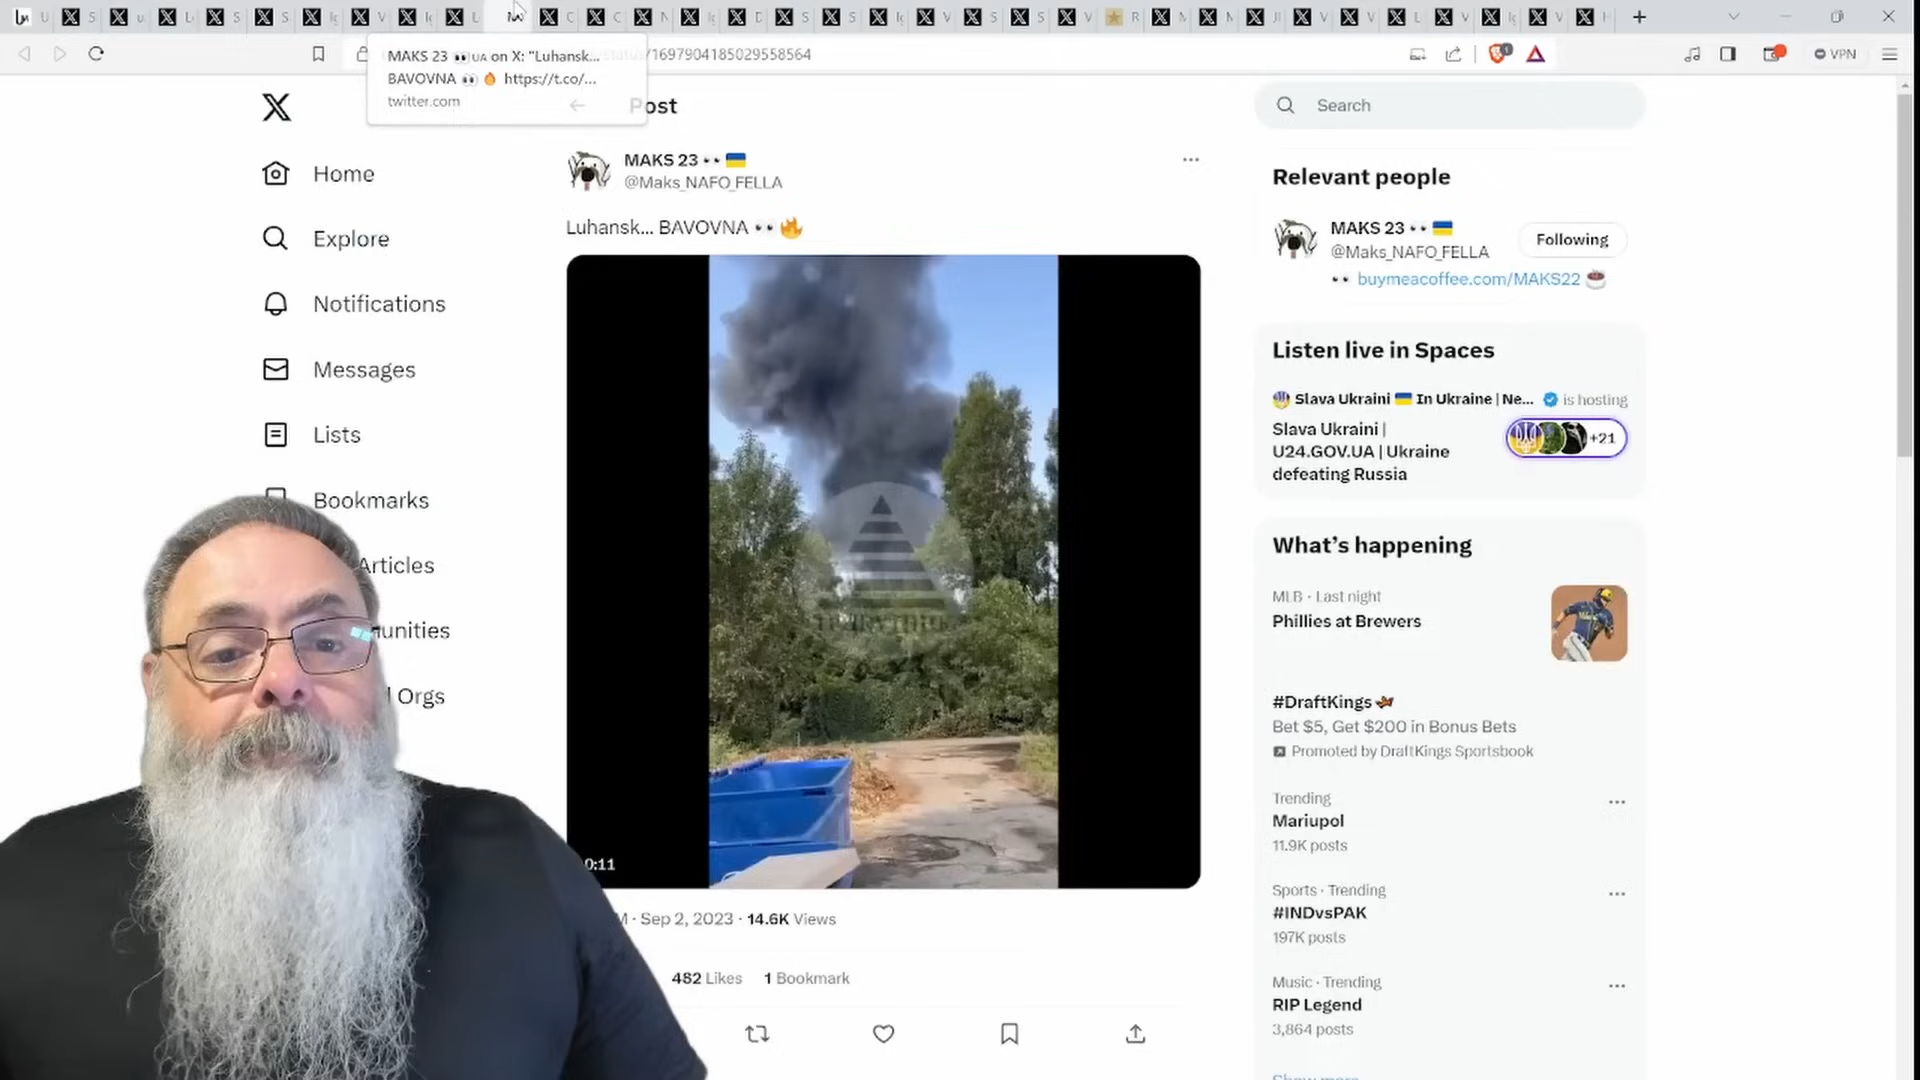 /status/1697904185029558564
VPN
MAKS 23 👀UA on X: "Luhansk...
BAVOVNA 👀 🔥 https://t.co/...
twitter.com
Post
Search
Home
Explore
Notifications
Messages
Lists
Bookmarks
Articles
unities
Orgs
MAKS 23 👀 🇺🇦
@Maks_NAFO_FELLA
Luhansk... BAVOVNA 👀🔥
0:11
M · Sep 2, 2023 · 14.6K Views
482 Likes 1 Bookmark
Relevant people
MAKS 23 👀 🇺🇦
@Maks_NAFO_FELLA
Following
👀 buymeacoffee.com/MAKS22 ☕
Listen live in Spaces
Slava Ukraini 🇺🇦 In Ukraine | Ne... is hosting
Slava Ukraini |
U24.GOV.UA | Ukraine
defeating Russia
+21
What's happening
MLB · Last night
Phillies at Brewers
#DraftKings
Bet $5, Get $200 in Bonus Bets
Promoted by DraftKings Sportsbook
Trending
Mariupol
11.9K posts
Sports · Trending
#INDvsPAK
197K posts
Music · Trending
RIP Legend
3,864 posts
Show more